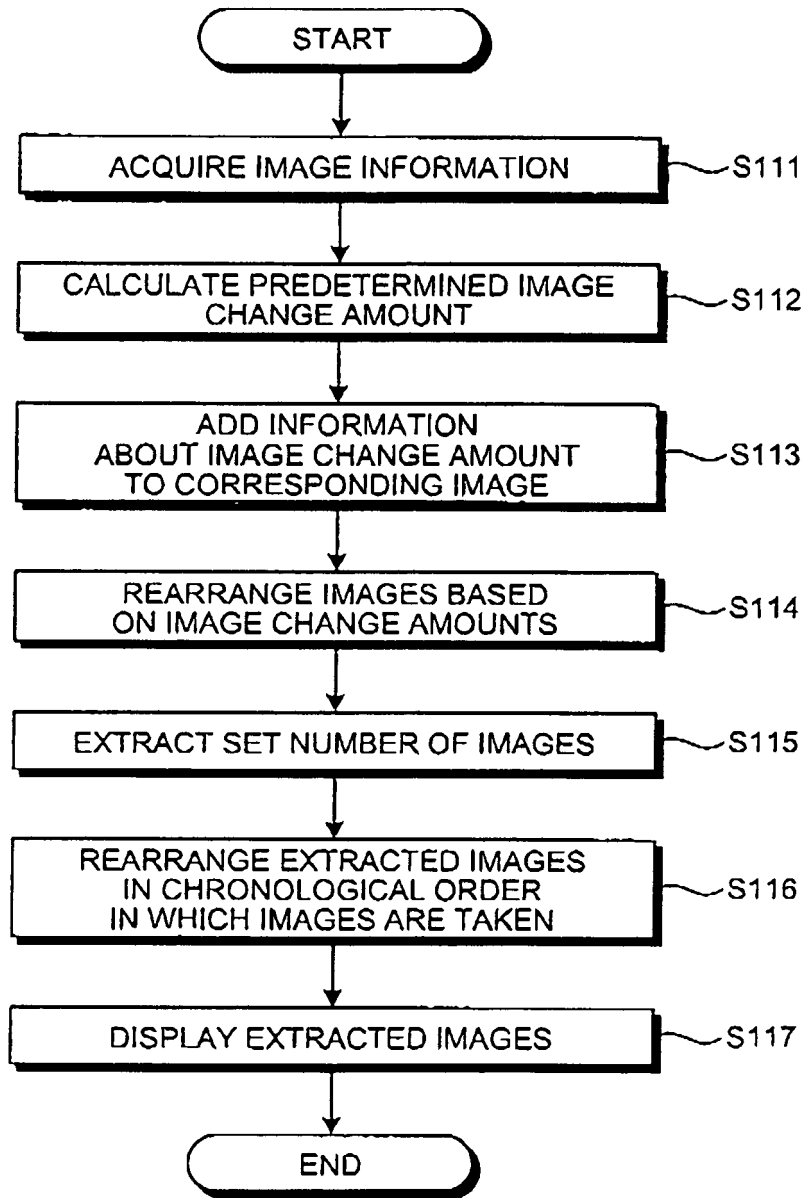 START
ACQUIRE IMAGE INFORMATION
S111
CALCULATE PREDETERMINED IMAGE
CHANGE AMOUNT
S112
ADD INFORMATION
ABOUT IMAGE CHANGE AMOUNT
TO CORRESPONDING IMAGE
S113
REARRANGE IMAGES BASED
ON IMAGE CHANGE AMOUNTS
S114
EXTRACT SET NUMBER OF IMAGES
S115
REARRANGE EXTRACTED IMAGES
IN CHRONOLOGICAL ORDER
IN WHICH IMAGES ARE TAKEN
S116
DISPLAY EXTRACTED IMAGES
S117
END